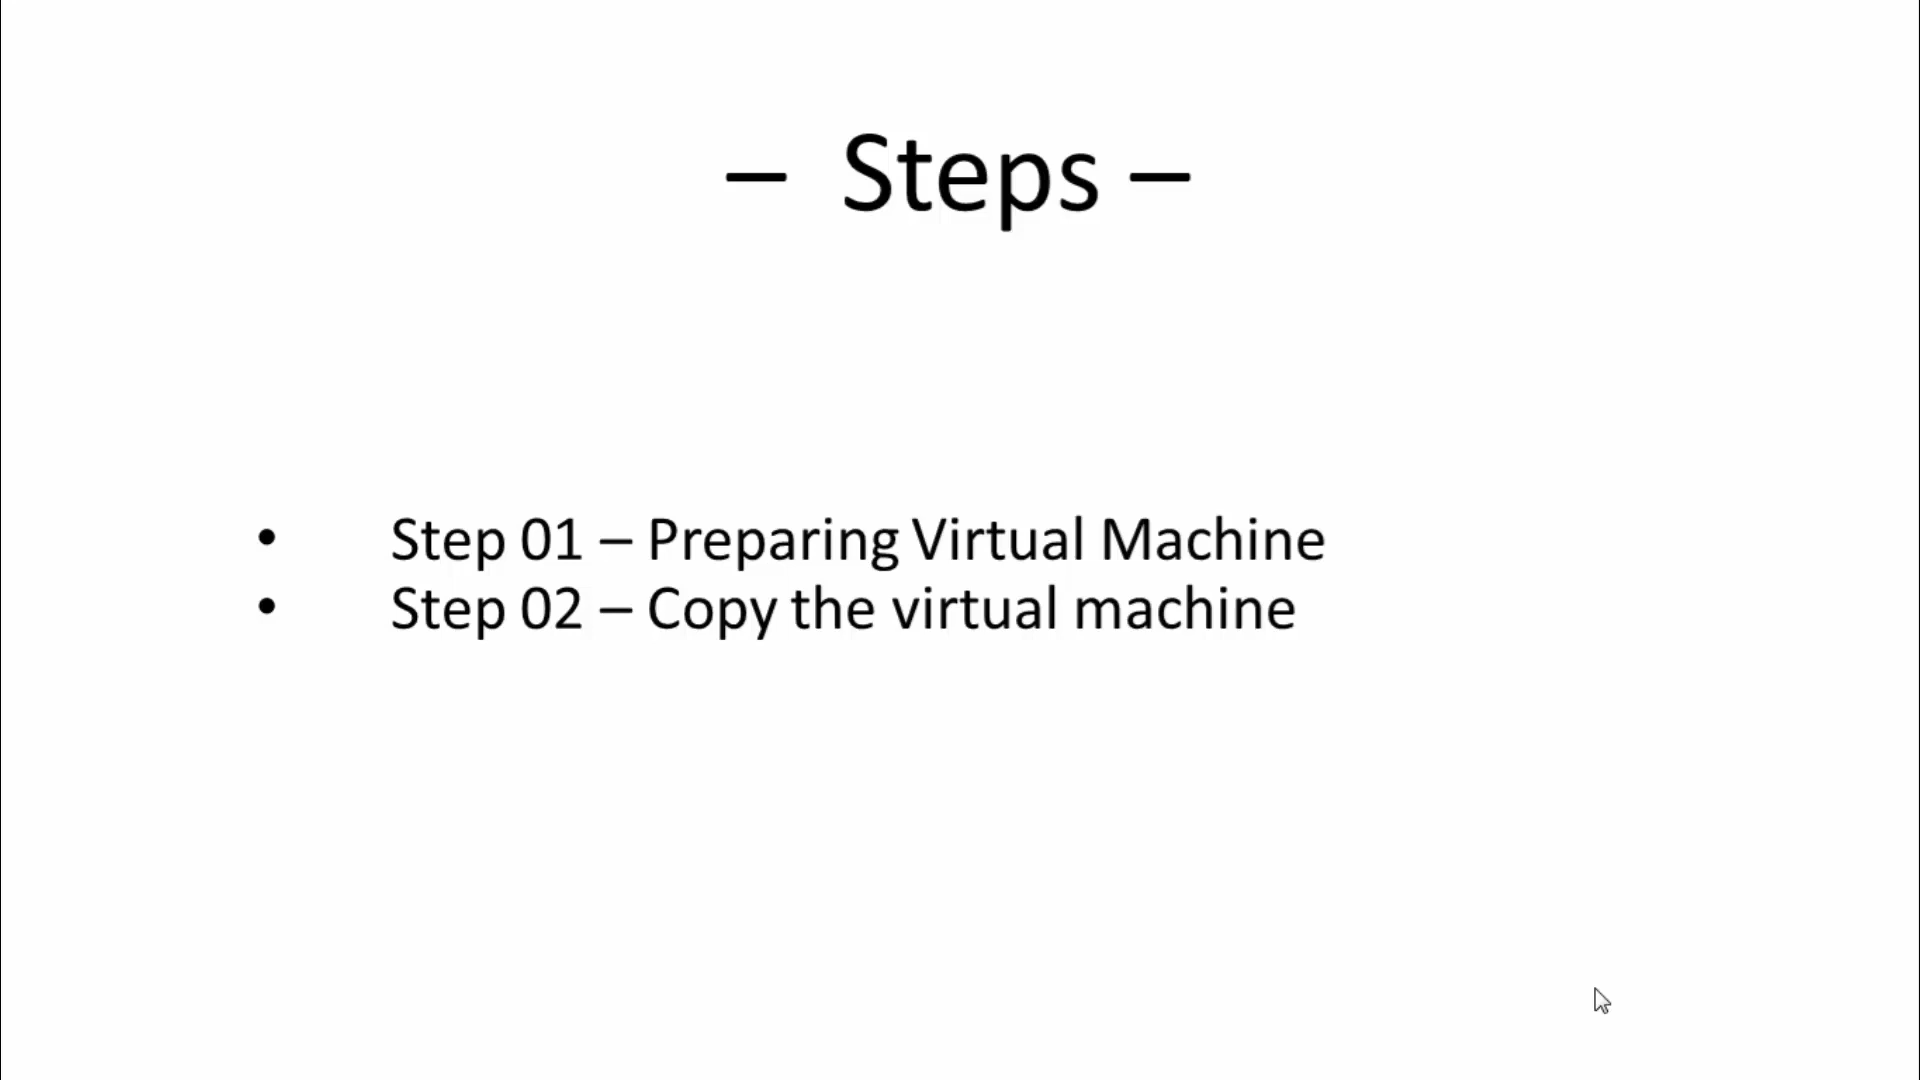 – Steps –
• Step 01 – Preparing Virtual Machine
• Step 02 – Copy the virtual machine